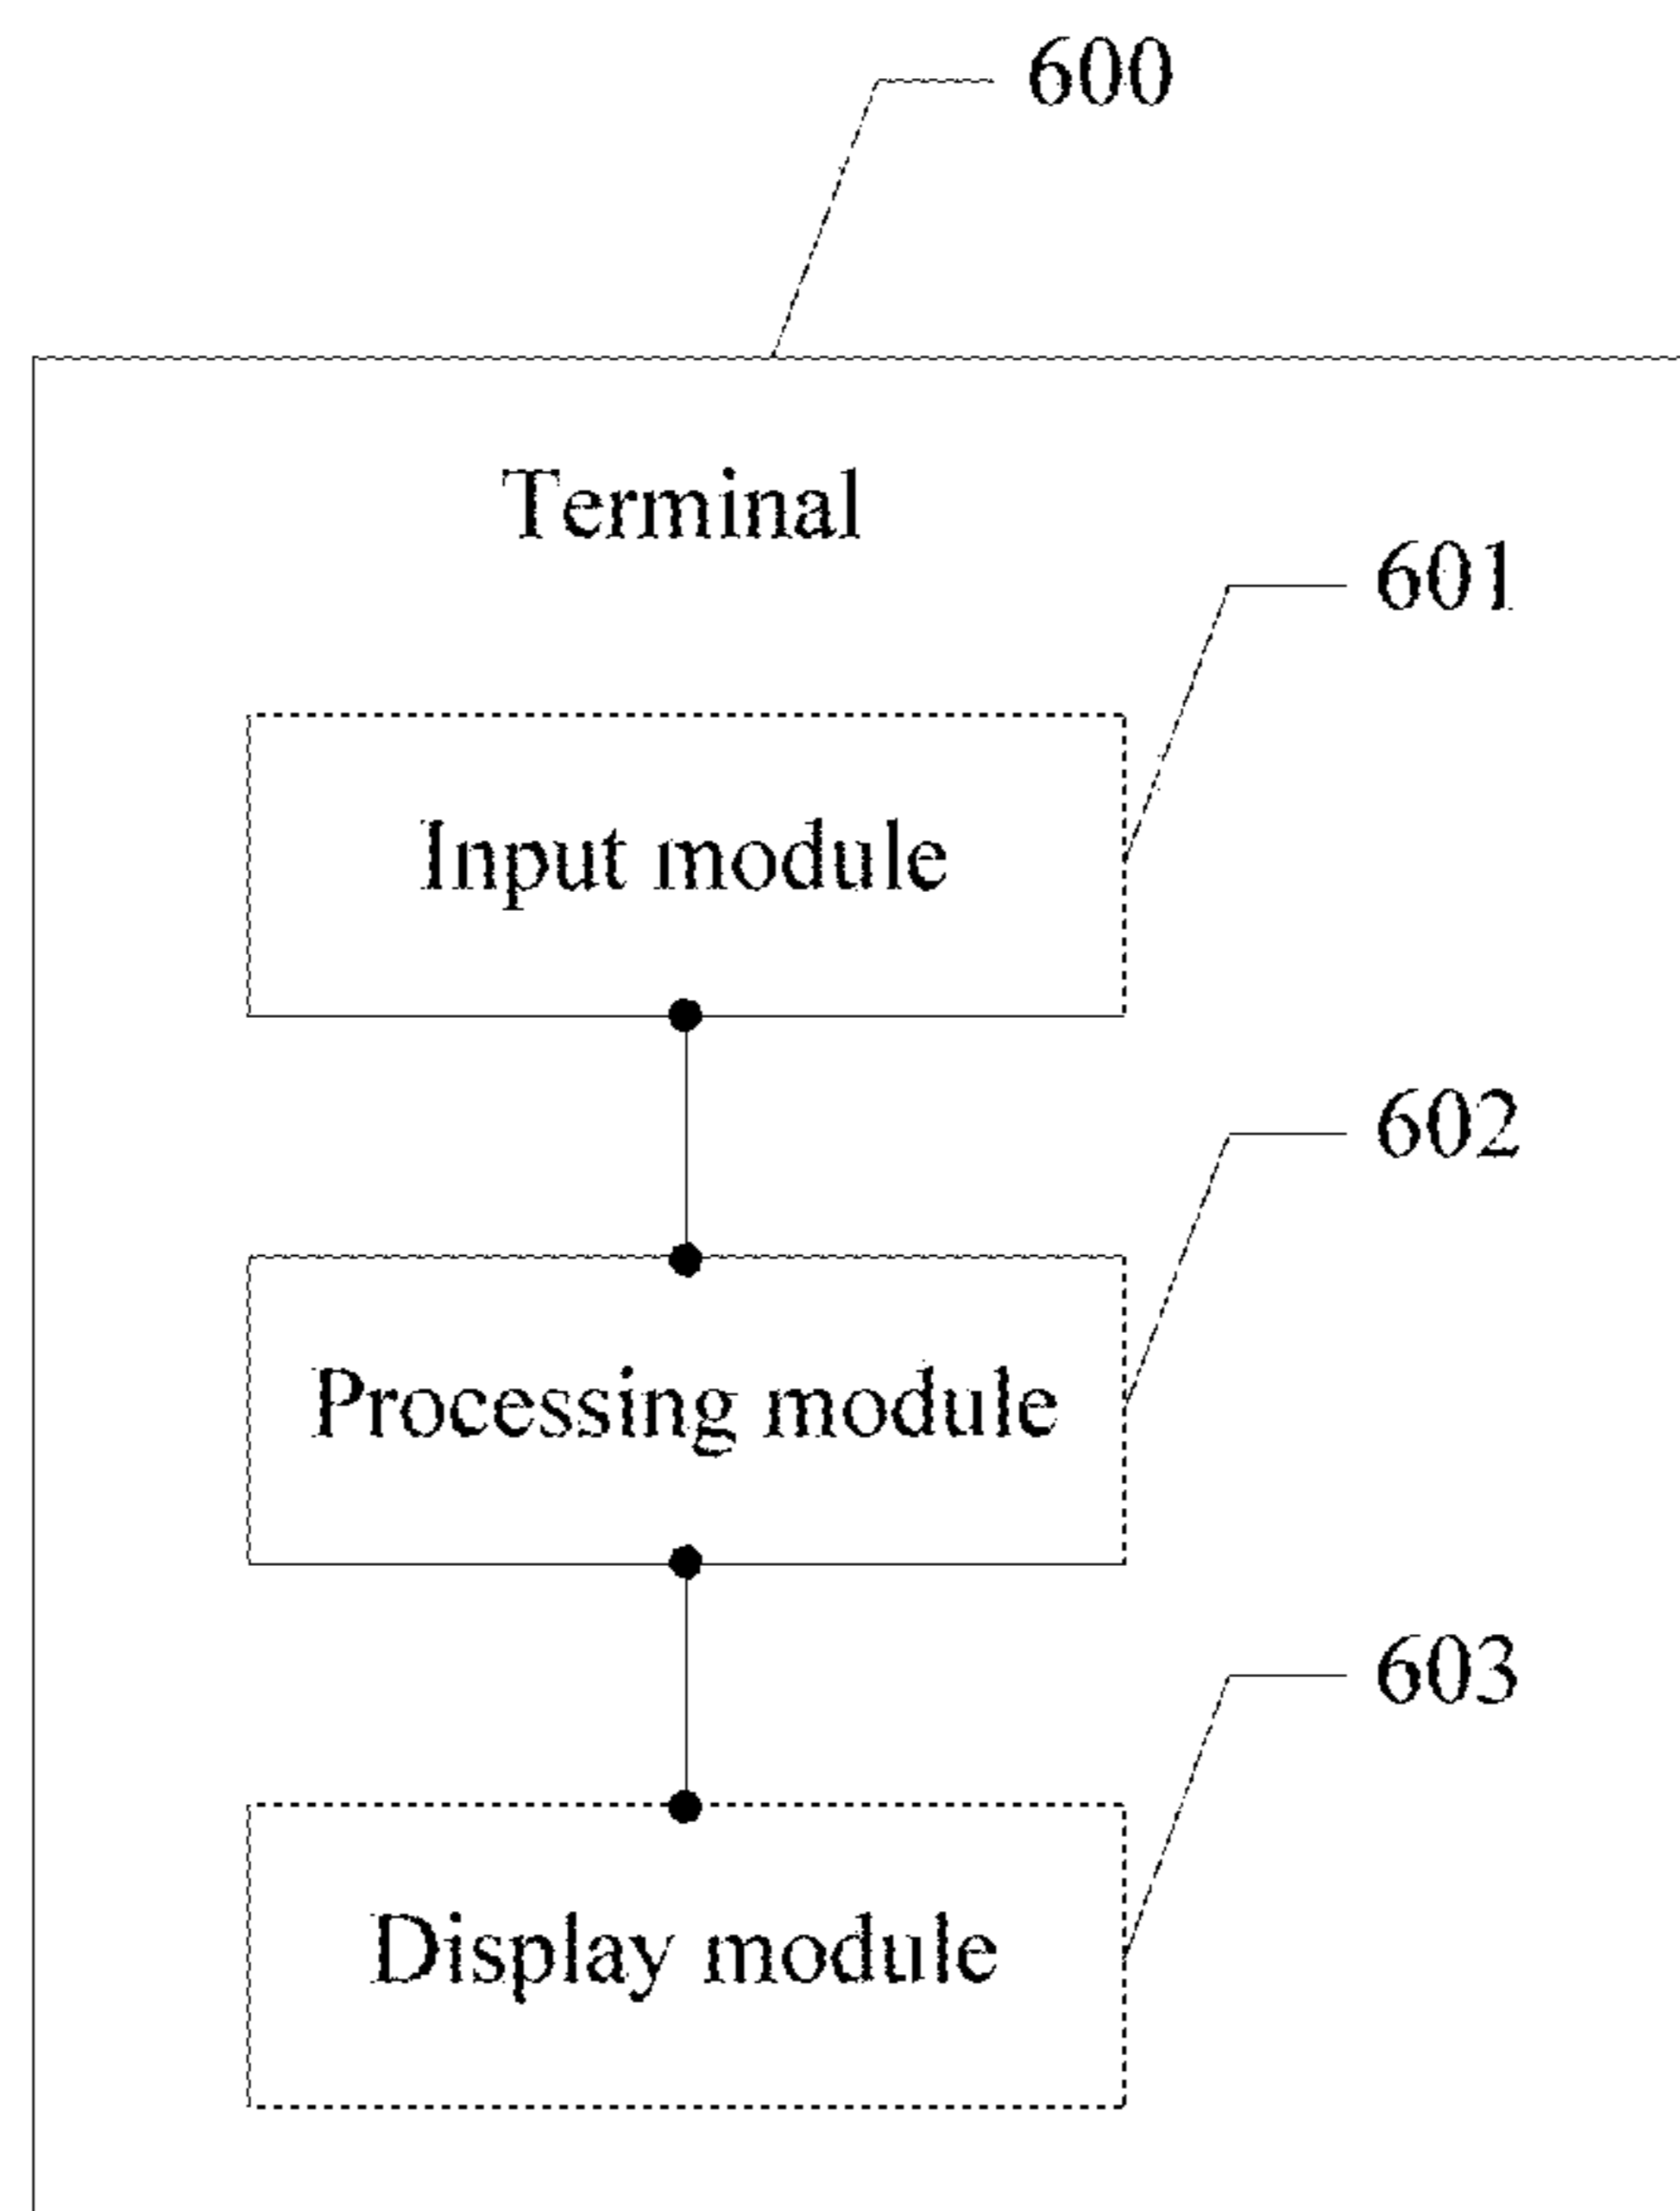 600
Terminal
601
Input module
602
Processing module
603
Display module